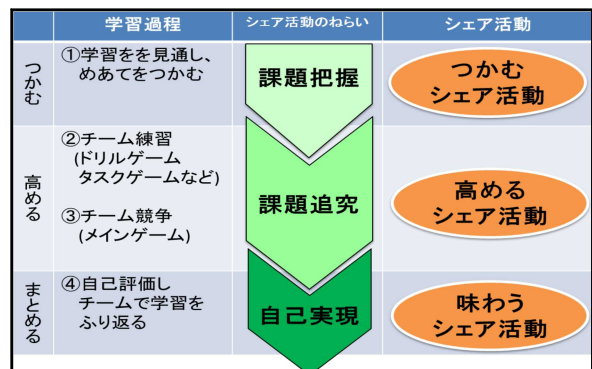 学習過程
シェア活動のねらい
シェア活動
つかむ
①学習をを見通し、
めあてをつかむ
課題把握
つかむ
シェア活動
高める
②チーム練習
(ドリルゲーム
タスクゲームなど)
③チーム競争
(メインゲーム)
課題追究
高める
シェア活動
まとめる
④自己評価し
チームで学習を
ふり返る
自己実現
味わう
シェア活動